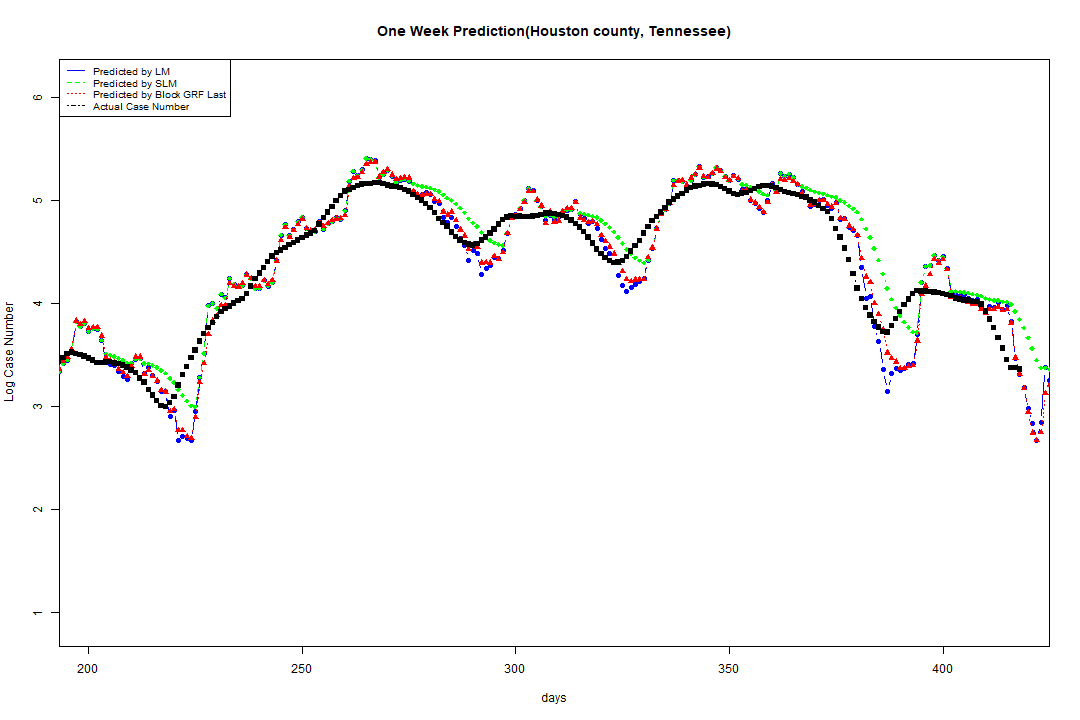 One Week Prediction(Houston county, Tennessee)
Predicted by LM
Predicted by SLM
Predicted by Block GRF Last
Actual Case Number
6
5
4
3
2
1
Log Case Number
200 250 300 350 400
days